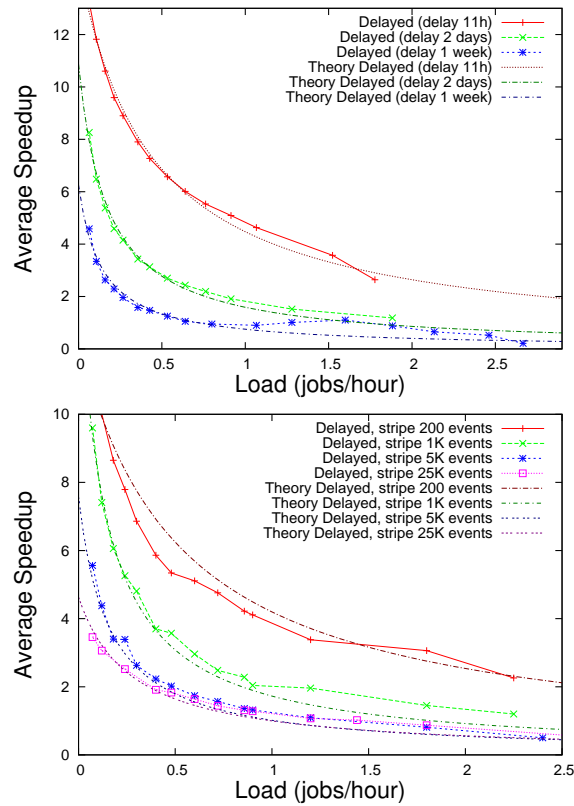 12
10
8
6
4
2
0
0
0.5
1
1.5
2
2.5
Average Speedup
Load (jobs/hour)
Delayed (delay 11h)
Delayed (delay 2 days)
Delayed (delay 1 week)
Theory Delayed (delay 11h)
Theory Delayed (delay 2 days)
Theory Delayed (delay 1 week)
10
8
6
4
2
0
0
0.5
1
1.5
2
2.5
Average Speedup
Load (jobs/hour)
Delayed, stripe 200 events
Delayed, stripe 1K events
Delayed, stripe 5K events
Delayed, stripe 25K events
Theory Delayed, stripe 200 events
Theory Delayed, stripe 1K events
Theory Delayed, stripe 5K events
Theory Delayed, stripe 25K events